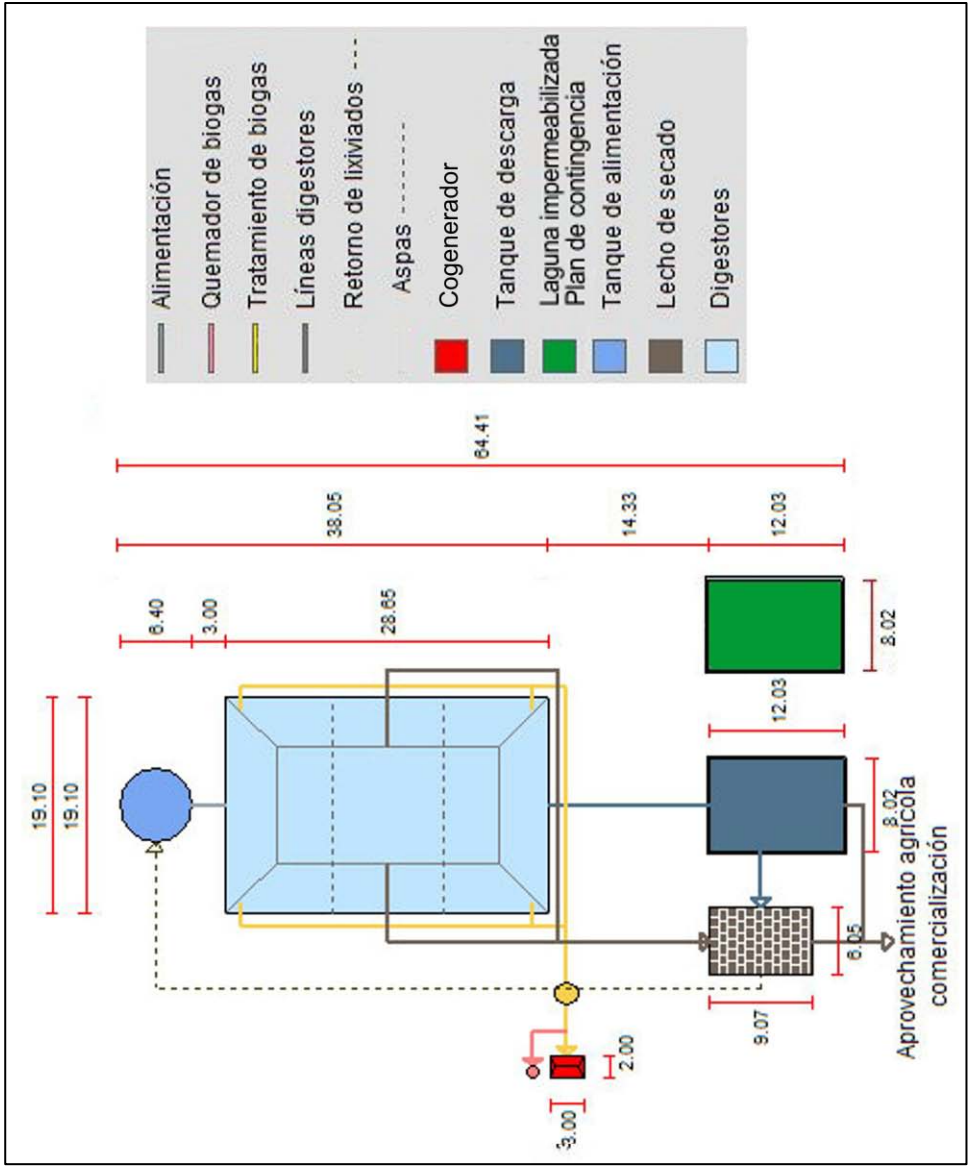 Alimentación
Quemador de biogas
Tratamiento de biogas
Líneas digestores
Retorno de lixiviados
Aspas
Cogenerador
Tanque de descarga
Laguna impermeabilizada
Plan de contingencia
Tanque de alimentación
Lecho de secado
Digestores
64.41
38.05
14.33
12.03
6.40
3.00
28.65
8.02
12.03
19.10
19.10
8.02
6.05
9.07
2.00
3.00
Aprovechamiento agrícola
comercialización